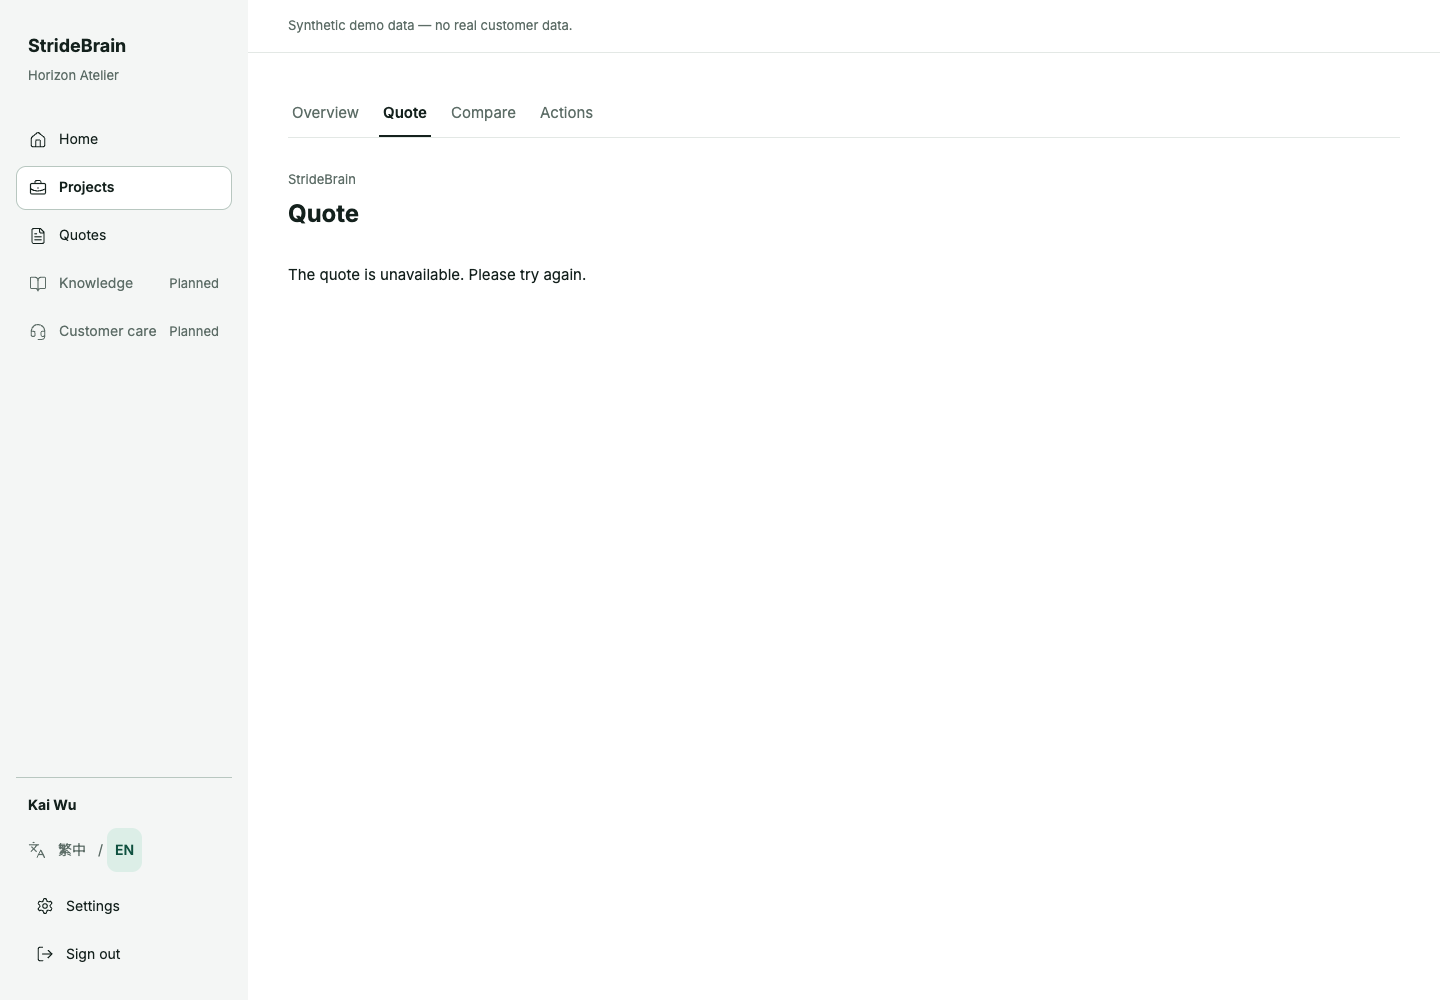 StrideBrain
Horizon Atelier
Home
Projects
Quotes
Knowledge Planned
Customer care Planned
Kai Wu
繁中 / EN
Settings
Sign out
Synthetic demo data — no real customer data.
Overview Quote Compare Actions
StrideBrain
Quote
The quote is unavailable. Please try again.